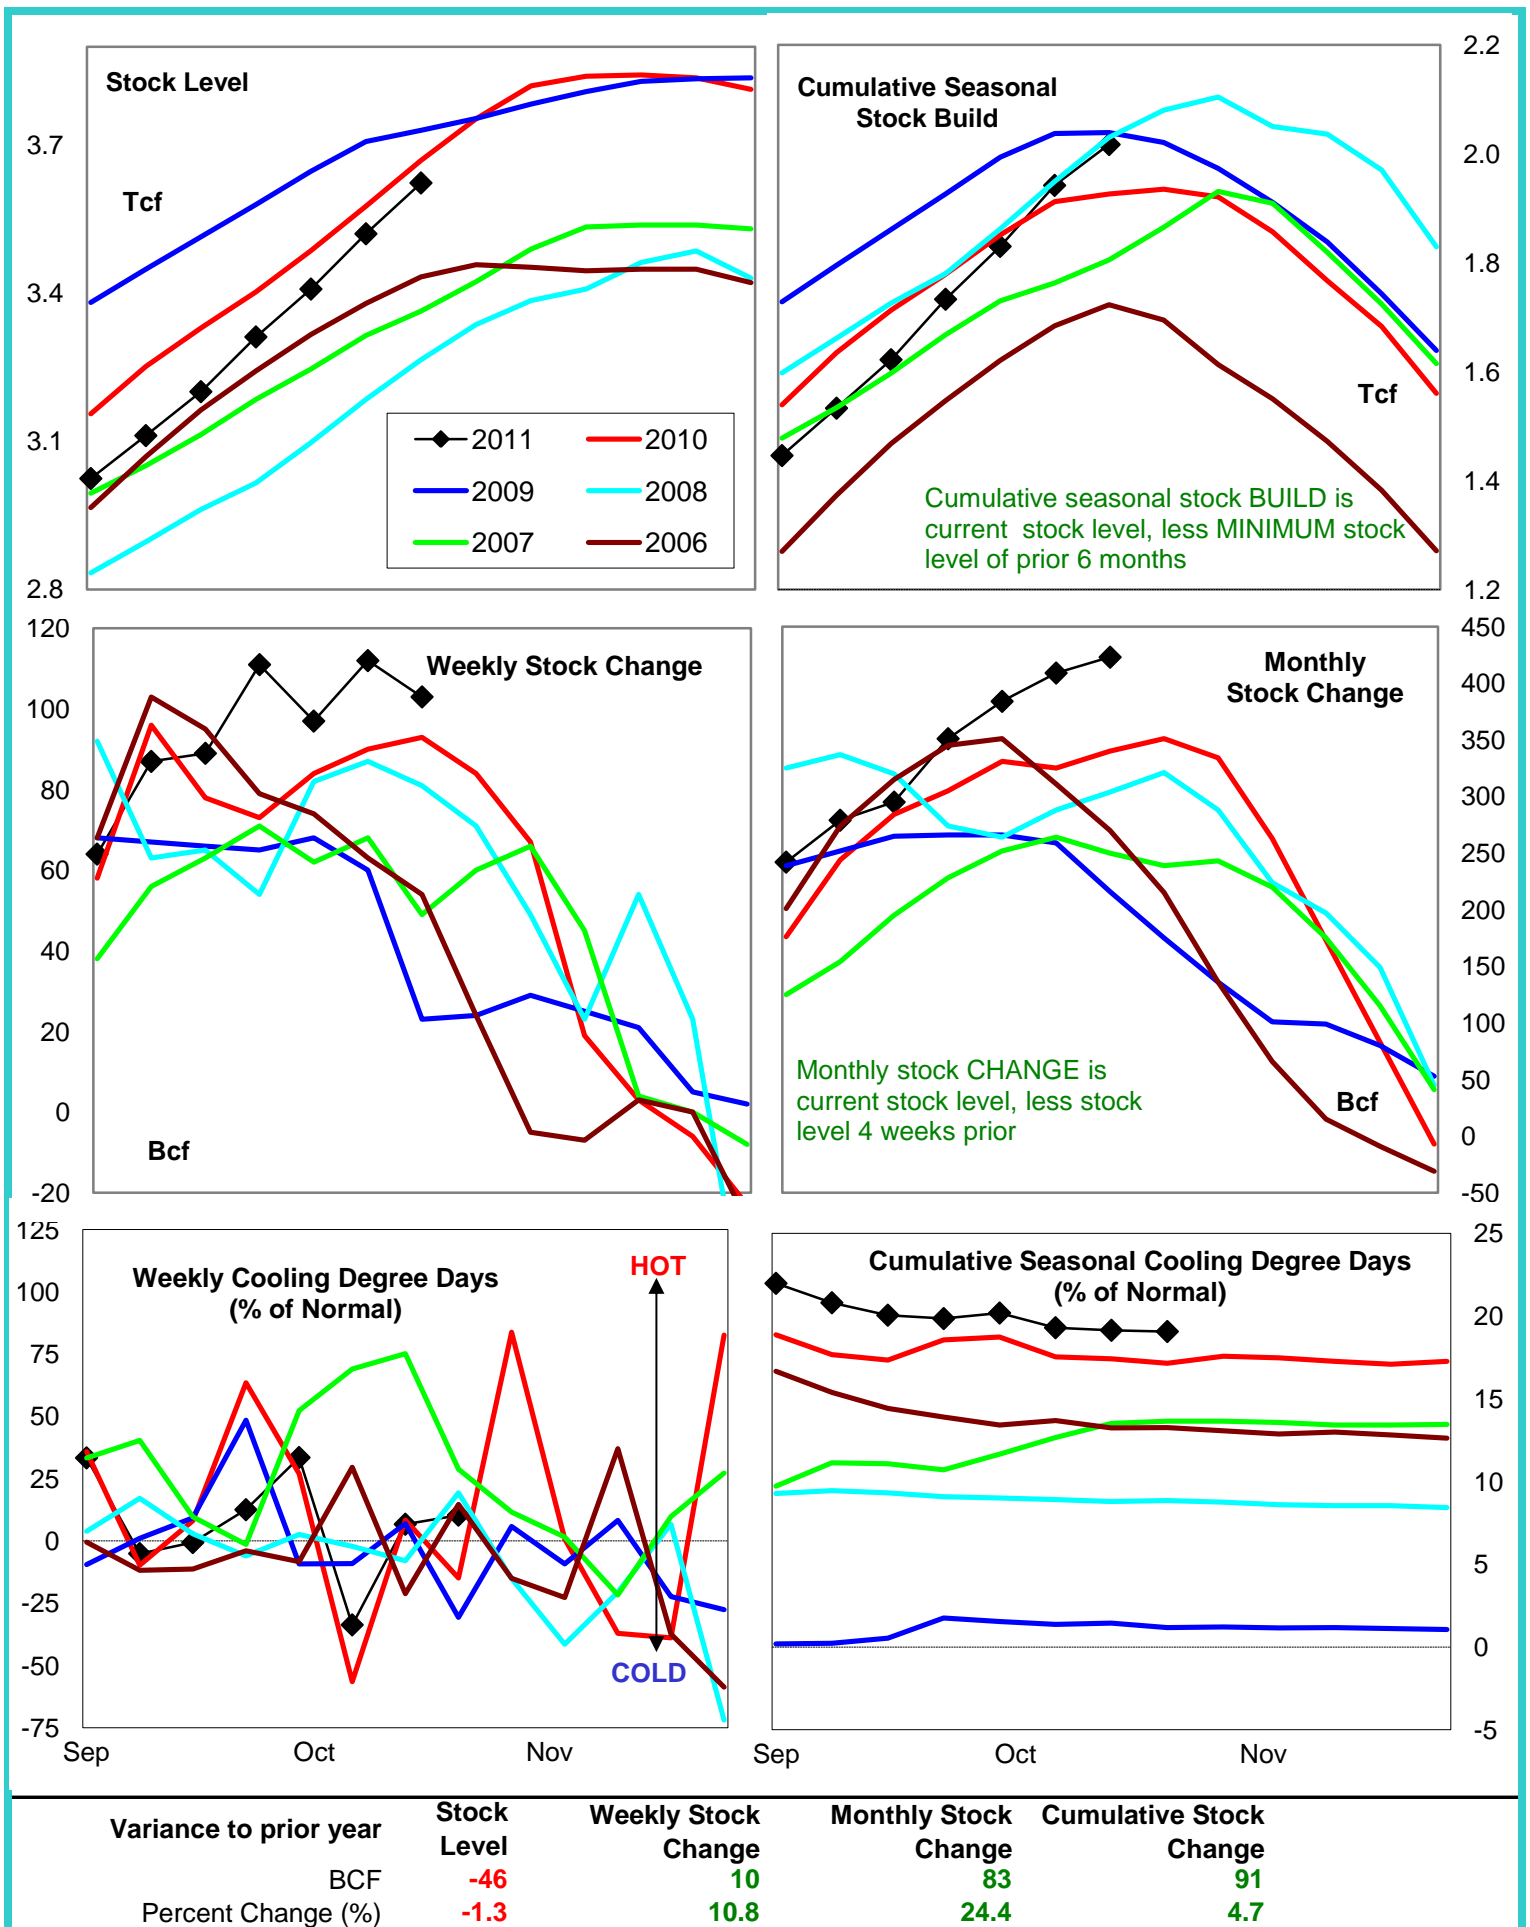 Stock Level
Tcf
3.7
3.4
3.1
2.8
2011
2010
2009
2008
2007
2006
Cumulative Seasonal
Stock Build
2.2
2.0
1.8
1.6
1.4
1.2
Tcf
Cumulative seasonal stock BUILD is
current stock level, less MINIMUM stock
level of prior 6 months
120
100
80
60
40
20
0
-20
Weekly Stock Change
Bcf
Monthly
Stock Change
450
400
350
300
250
200
150
100
50
0
-50
Monthly stock CHANGE is
current stock level, less stock
level 4 weeks prior
Bcf
125
100
75
50
25
0
-25
-50
-75
Weekly Cooling Degree Days
(% of Normal)
HOT
COLD
Sep
Oct
Nov
Cumulative Seasonal Cooling Degree Days
(% of Normal)
25
20
15
10
5
0
-5
Sep
Oct
Nov
Variance to prior year
Stock
Level
Weekly Stock
Change
Monthly Stock
Change
Cumulative Stock
Change
BCF -46 10 83 91
Percent Change (%) -1.3 10.8 24.4 4.7